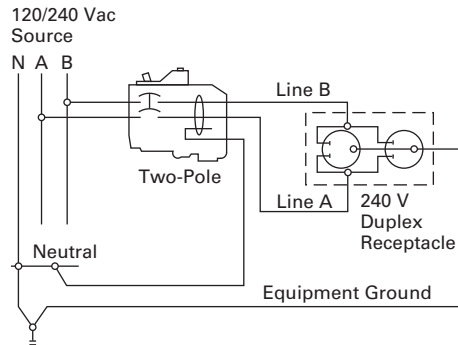 120/240 Vac
Source
N A B
Line B
Two-Pole
Line A
240 V
Duplex
Receptacle
Neutral
Equipment Ground